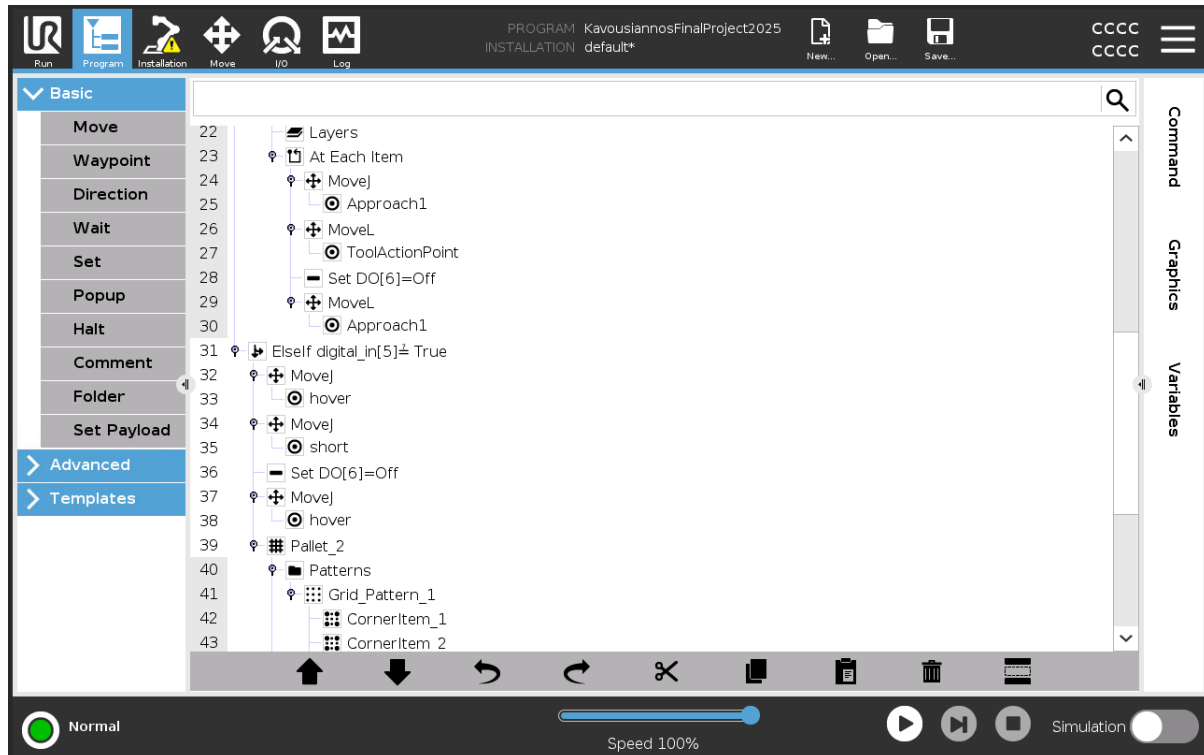 PROGRAM KavousiannosFinalProject2025
INSTALLATION default*
Run Program Installation Move I/O Log New... Open... Save...
CCCC
CCCC
Basic
Move
Waypoint
Direction
Wait
Set
Popup
Halt
Comment
Folder
Set Payload
Advanced
Templates
22 Layers
23 At Each Item
24 MoveJ
25 Approach1
26 MoveL
27 ToolActionPoint
28 Set DO[6]=Off
29 MoveL
30 Approach1
31 ElseIf digital_in[5]≟ True
32 MoveJ
33 hover
34 MoveJ
35 short
36 Set DO[6]=Off
37 MoveJ
38 hover
39 Pallet_2
40 Patterns
41 Grid_Pattern_1
42 CornerItem_1
43 CornerItem_2
Command
Graphics
Variables
Normal
Speed 100%
Simulation